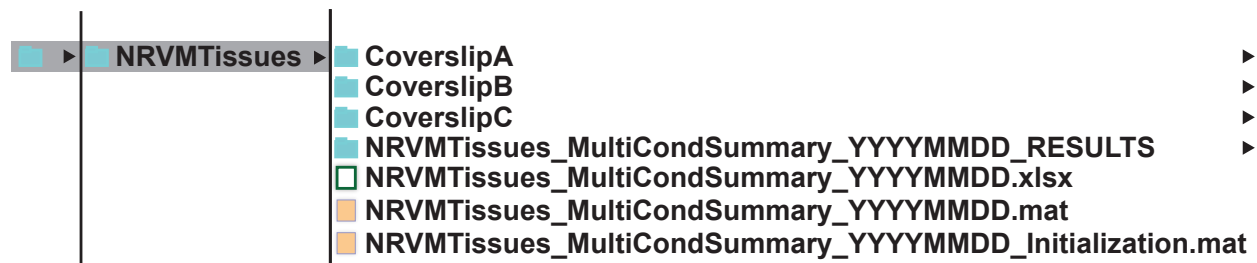 NRVMTissues CoverslipA
CoverslipB
CoverslipC
NRVMTissues_MultiCondSummary_YYYYMMDD_RESULTS
NRVMTissues_MultiCondSummary_YYYYMMDD.xlsx
NRVMTissues_MultiCondSummary_YYYYMMDD.mat
NRVMTissues_MultiCondSummary_YYYYMMDD_Initialization.mat